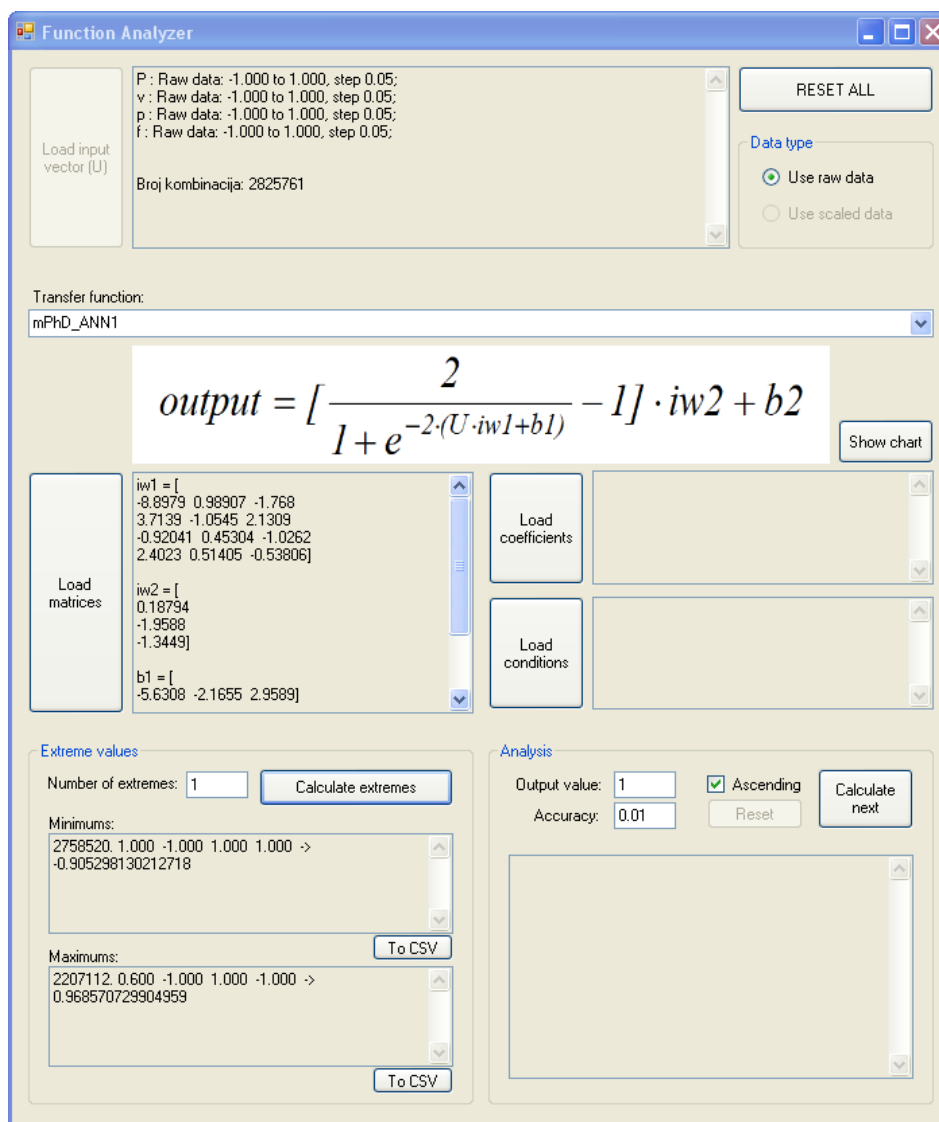 Function Analyzer
Load input
vector (U)
P : Raw data: -1.000 to 1.000, step 0.05;
v : Raw data: -1.000 to 1.000, step 0.05;
p : Raw data: -1.000 to 1.000, step 0.05;
f : Raw data: -1.000 to 1.000, step 0.05;
Broj kombinacija: 2825761
RESET ALL
Data type
Use raw data
Use scaled data
Transfer function:
mPhD_ANN1
output = [ 2 / 1 + e^-2·(U·iw1+b1) - 1] · iw2 + b2
Show chart
Load
matrices
iw1 = [
-8.8979 0.98907 -1.768
3.7139 -1.0545 2.1309
-0.92041 0.45304 -1.0262
2.4023 0.51405 -0.53806]
iw2 = [
0.18794
-1.9588
-1.3449]
b1 = [
-5.6308 -2.1655 2.9589]
Load
coefficients
Load
conditions
Extreme values
Number of extremes: 1
Calculate extremes
Minimums:
2758520. 1.000 -1.000 1.000 1.000 ->
-0.905298130212718
To CSV
Maximums:
2207112. 0.600 -1.000 1.000 -1.000 ->
0.968570729904959
To CSV
Analysis
Output value: 1
Accuracy: 0.01
Ascending
Reset
Calculate
next